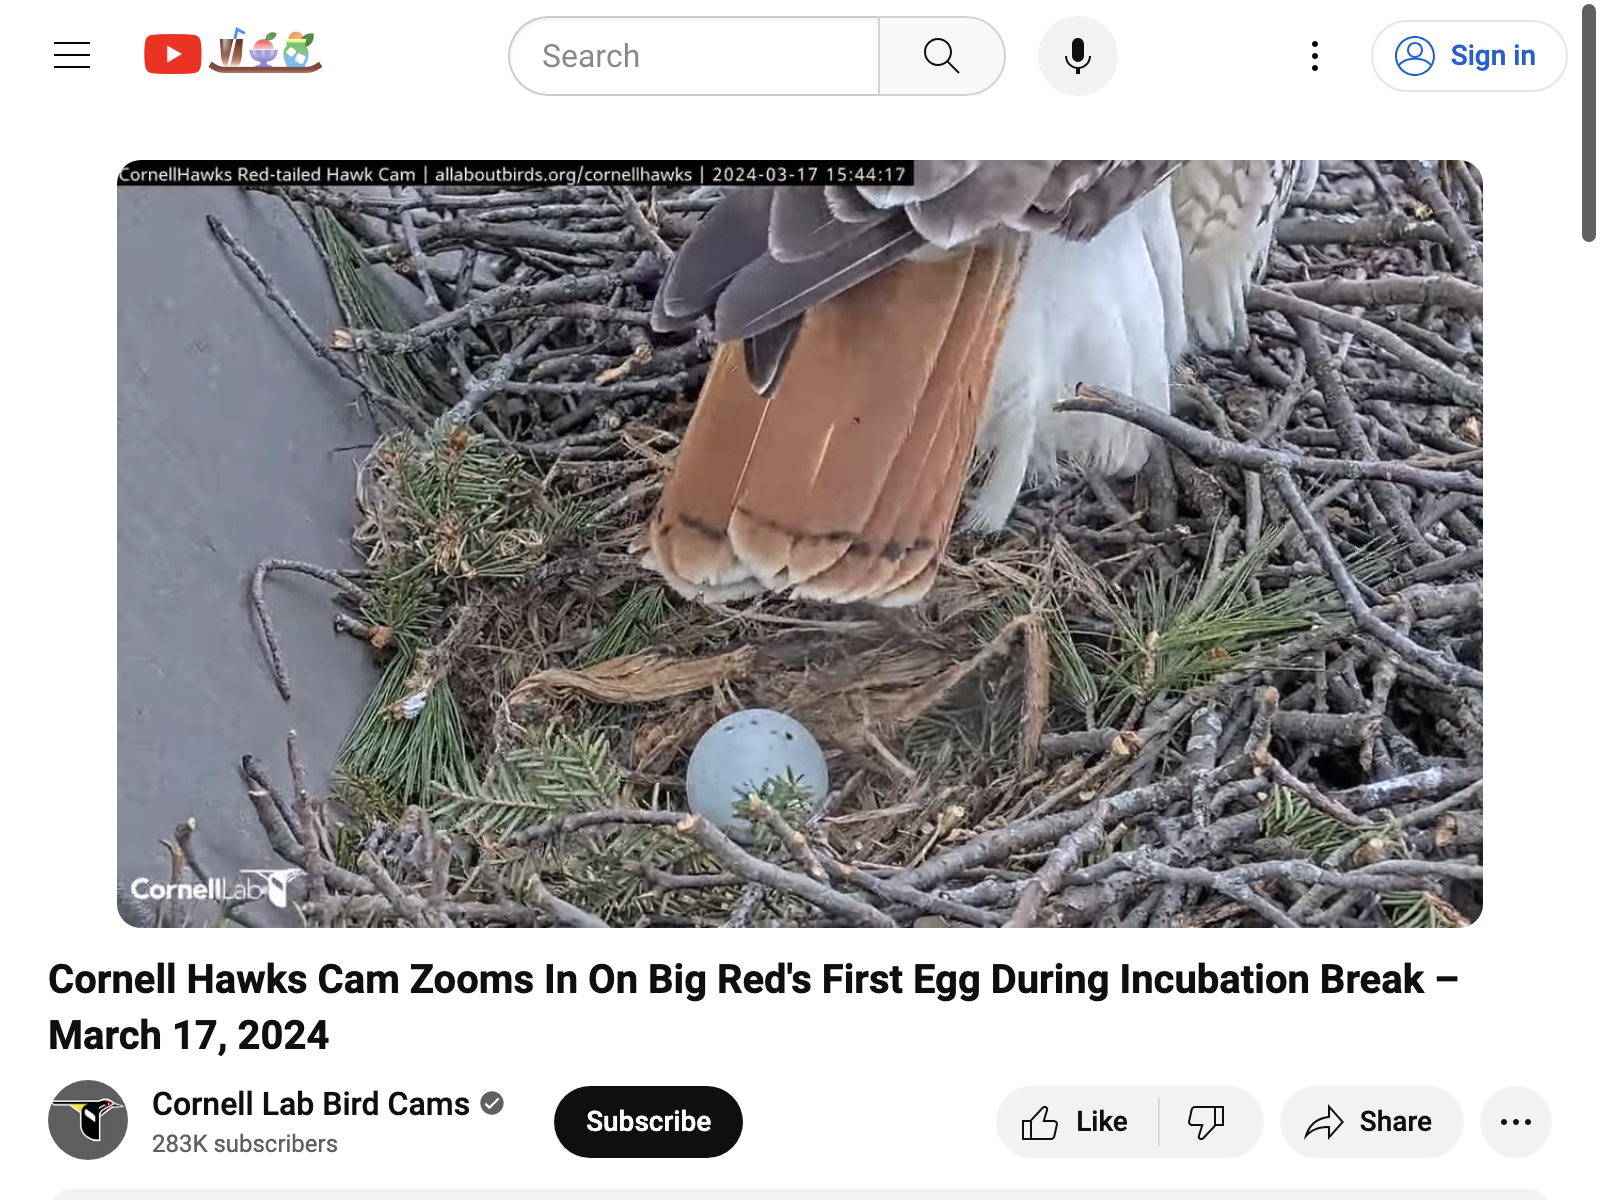 Search
Sign in
CornellHawks Red-tailed Hawk Cam | allaboutbirds.org/cornellhawks | 2024-03-17 15:44:17
CornellLab
Cornell Hawks Cam Zooms In On Big Red's First Egg During Incubation Break –
March 17, 2024
Cornell Lab Bird Cams
283K subscribers
Subscribe
Like
Share